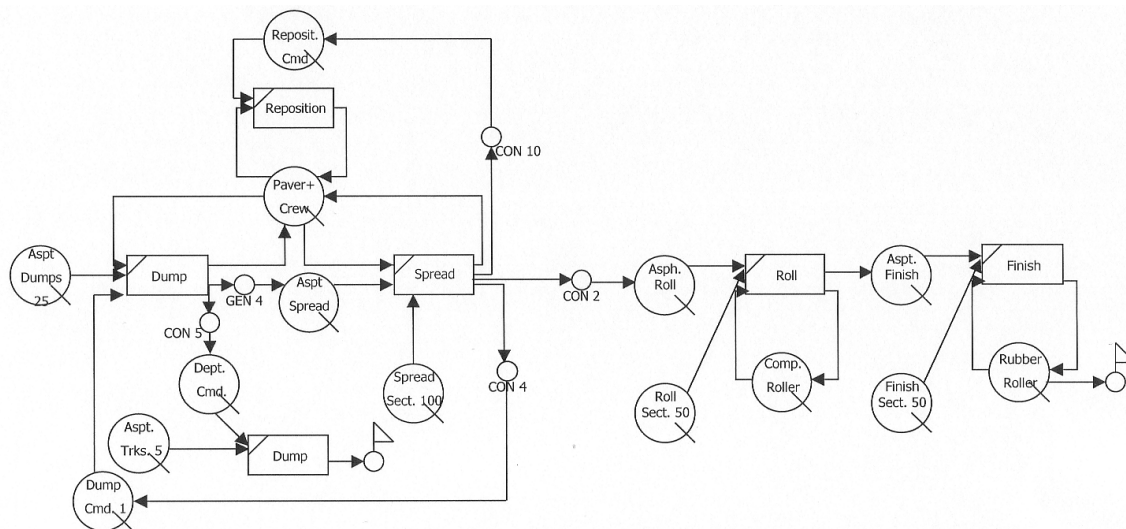 Reposit.
Cmd
Reposition
CON 10
Paver+
Crew
Aspt
Dumps
25
Dump
GEN 4
Aspt
Spread
Spread
CON 2
Asph.
Roll
Roll
Aspt.
Finish
Finish
CON 5
Dept.
Cmd.
Spread
Sect. 100
CON 4
Comp.
Roller
Roll
Sect. 50
Finish
Sect. 50
Rubber
Roller
Aspt.
Trks. 5
Dump
Dump
Cmd. 1